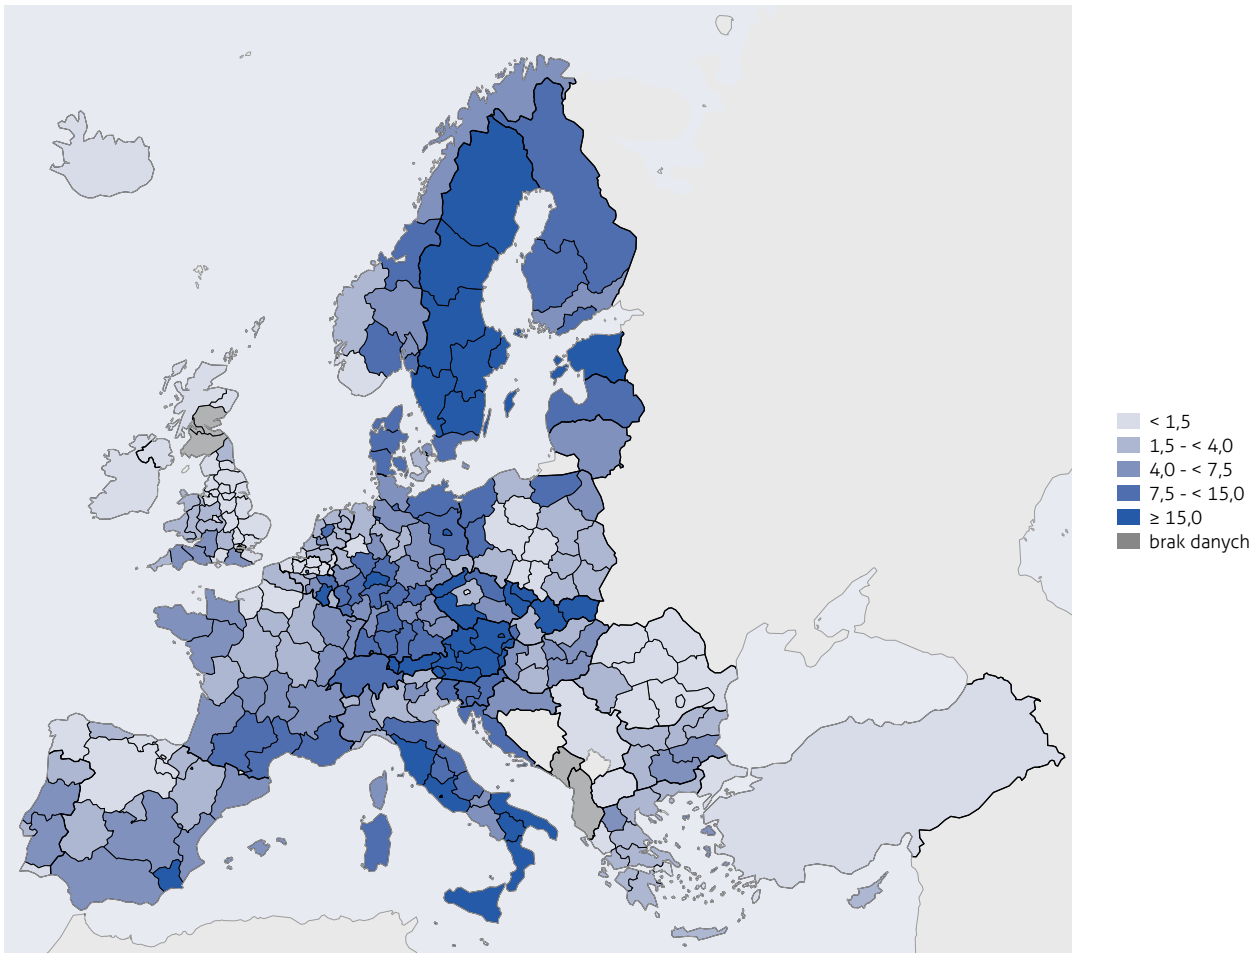 < 1,5
1,5 - < 4,0
4,0 - < 7,5
7,5 - < 15,0
≥ 15,0
brak danych